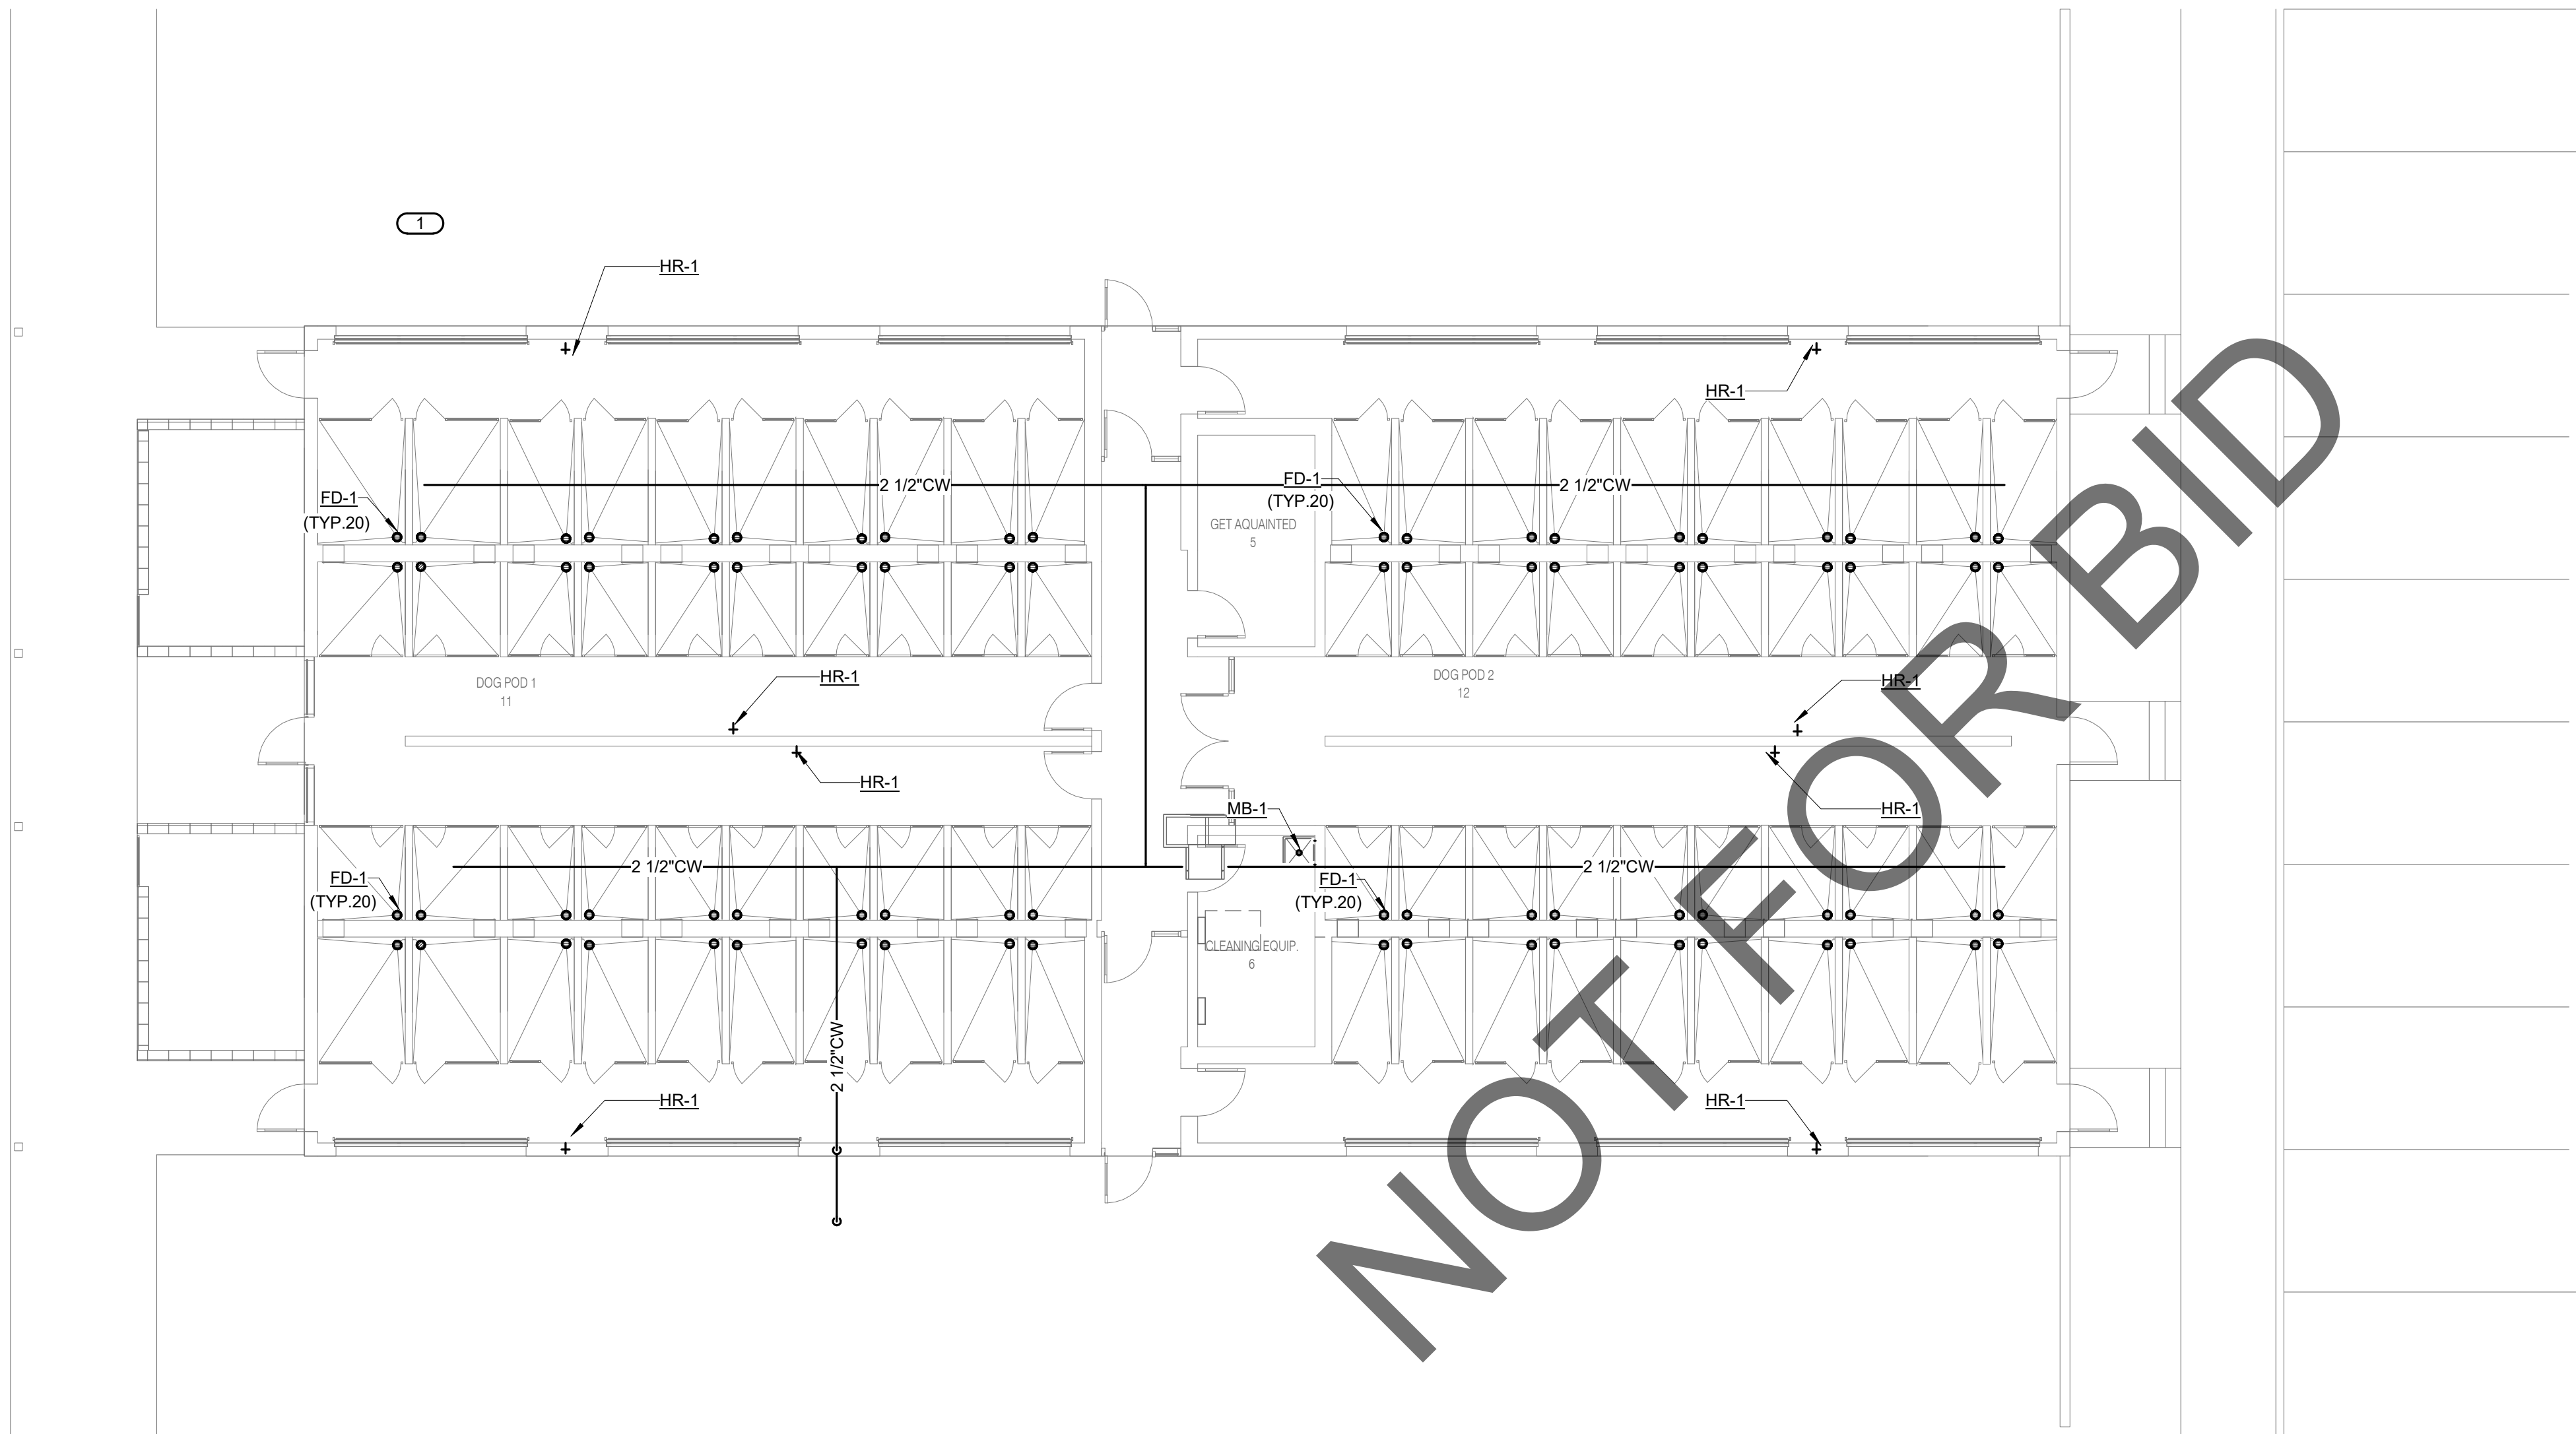 1
HR-1
HR-1
2 1/2"CW
FD-1
(TYP.20)
2 1/2"CW
FD-1
(TYP.20)
GET AQUAINTED
5
DOG POD 1
11
HR-1
HR-1
DOG POD 2
12
HR-1
HR-1
MB-1
2 1/2"CW
FD-1
(TYP.20)
2 1/2"CW
FD-1
(TYP.20)
CLEANING EQUIP.
6
2 1/2"CW
HR-1
HR-1
NOT FOR BID